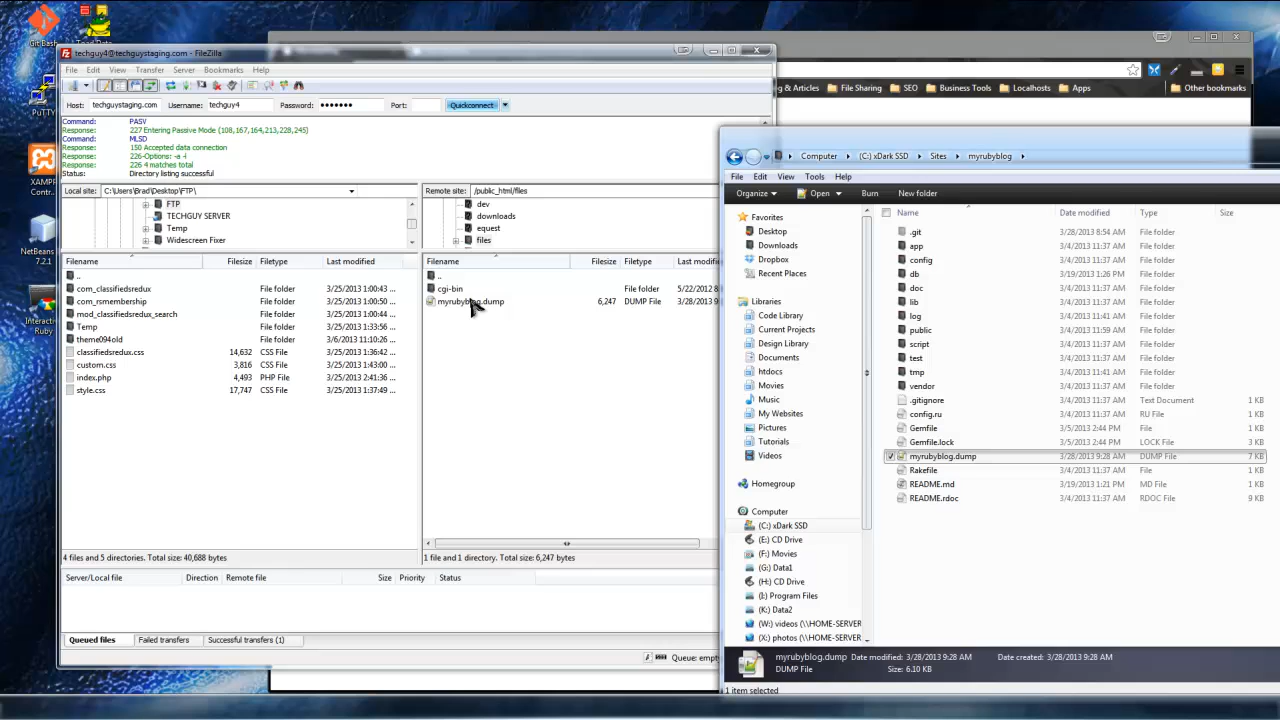 Git Bash
Toad Data
PuTTY
XAMPP
Contr...
NetBeans
7.2.1
Interactiv
Ruby
techguy4@techguystaging.com - FileZilla
File Edit View Transfer Server Bookmarks Help
Host: techguystaging.com Username: techguy4 Password: ●●●●●●● Port: Quickconnect
Command: PASV
Response: 227 Entering Passive Mode (108,167,164,213,228,245)
Command: MLSD
Response: 150 Accepted data connection
Response: 226-Options: -a -l
Response: 226 4 matches total
Status: Directory listing successful
Local site: C:\Users\Brad\Desktop\FTP\
FTP
TECHGUY SERVER
Temp
Widescreen Fixer
Filename Filesize Filetype Last modified
..
com_classifiedsredux File folder 3/25/2013 1:00:43 ...
com_rsmembership File folder 3/25/2013 1:00:50 ...
mod_classifiedsredux_search File folder 3/25/2013 1:00:44 ...
Temp File folder 3/25/2013 1:33:56 ...
theme094old File folder 3/6/2013 11:10:26 ...
classifiedsredux.css 14,632 CSS File 3/25/2013 1:36:42 ...
custom.css 3,816 CSS File 3/25/2013 1:43:00 ...
index.php 4,493 PHP File 3/25/2013 2:41:36 ...
style.css 17,747 CSS File 3/25/2013 1:37:49 ...
4 files and 5 directories. Total size: 40,688 bytes
Remote site: /public_html/files
dev
downloads
equest
files
Filename Filesize Filetype Last modifi
..
cgi-bin File folder 5/22/2012 8
myrubyblog.dump 6,247 DUMP File 3/28/2013 9
1 file and 1 directory. Total size: 6,247 bytes
Server/Local file Direction Remote file Size Priority Status
Queued files Failed transfers Successful transfers (1)
Queue: empt
g & Articles File Sharing SEO Business Tools Localhosts Apps Other bookmarks
Computer (C:) xDark SSD Sites myrubyblog
File Edit View Tools Help
Organize Open Burn New folder
Favorites
Desktop
Downloads
Dropbox
Recent Places
Libraries
Code Library
Current Projects
Design Library
Documents
htdocs
Movies
Music
My Websites
Pictures
Tutorials
Videos
Homegroup
Computer
(C:) xDark SSD
(E:) CD Drive
(F:) Movies
(G:) Data1
(H:) CD Drive
(I:) Program Files
(K:) Data2
(W:) videos (\\HOME-SERVER
(X:) photos (\\HOME-SERVER
Name Date modified Type Size
.git 3/28/2013 8:54 AM File folder
app 3/4/2013 11:37 AM File folder
config 3/4/2013 11:37 AM File folder
db 3/19/2013 1:26 PM File folder
doc 3/4/2013 11:37 AM File folder
lib 3/4/2013 11:37 AM File folder
log 3/4/2013 11:37 AM File folder
public 3/4/2013 11:59 AM File folder
script 3/4/2013 11:37 AM File folder
test 3/4/2013 11:37 AM File folder
tmp 3/4/2013 11:41 AM File folder
vendor 3/4/2013 11:37 AM File folder
.gitignore 3/4/2013 11:37 AM Text Document 1 KB
config.ru 3/4/2013 11:37 AM RU File 1 KB
Gemfile 3/5/2013 2:44 PM File 1 KB
Gemfile.lock 3/5/2013 2:44 PM LOCK File 3 KB
myrubyblog.dump 3/28/2013 9:28 AM DUMP File 7 KB
Rakefile 3/4/2013 11:37 AM File 1 KB
README.md 3/19/2013 1:21 PM MD File 1 KB
README.rdoc 3/4/2013 11:37 AM RDOC File 9 KB
myrubyblog.dump Date modified: 3/28/2013 9:28 AM Date created: 3/28/2013 9:28 AM
DUMP File Size: 6.10 KB
1 item selected